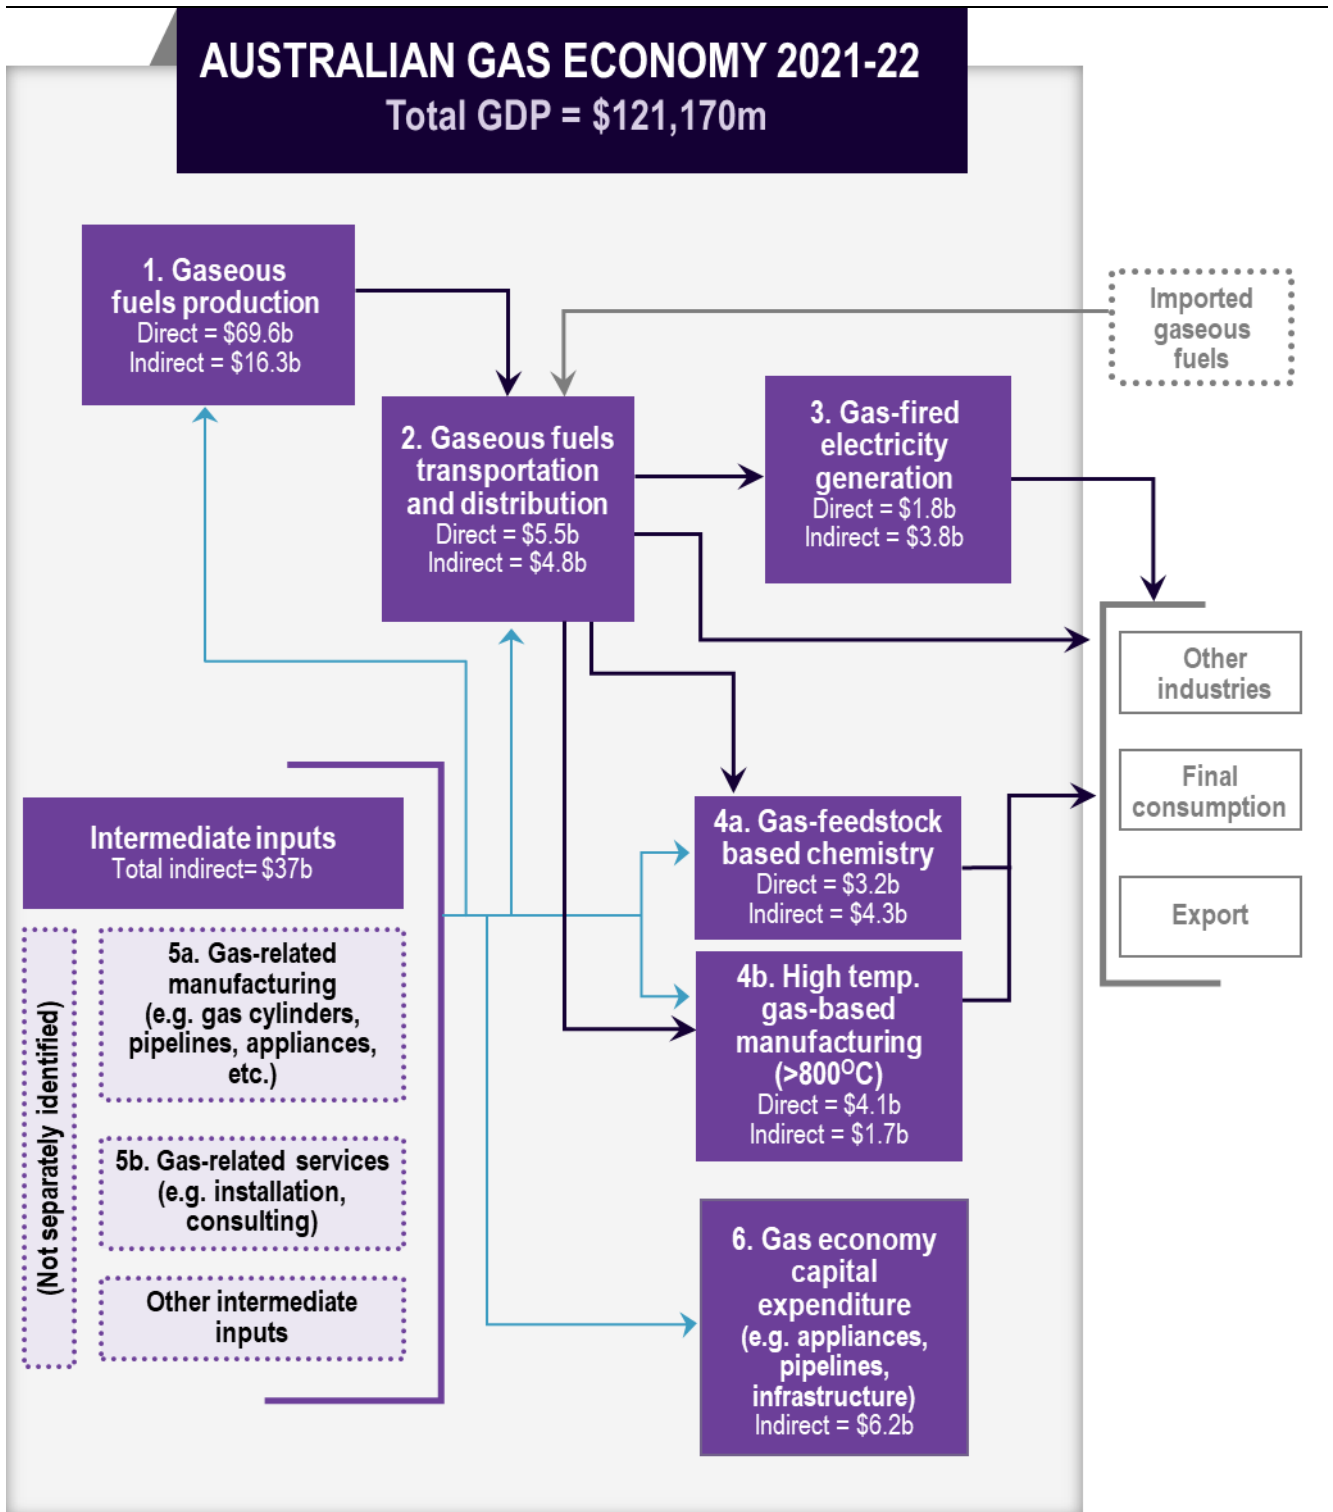 AUSTRALIAN GAS ECONOMY 2021-22
Total GDP = $121,170m
1. Gaseous
fuels production
Direct = $69.6b
Indirect = $16.3b
Imported
gaseous
fuels
2. Gaseous fuels
transportation
and distribution
Direct = $5.5b
Indirect = $4.8b
3. Gas-fired
electricity
generation
Direct = $1.8b
Indirect = $3.8b
Other
industries
Final
consumption
Export
Intermediate inputs
Total indirect= $37b
(Not separately identified)
5a. Gas-related
manufacturing
(e.g. gas cylinders,
pipelines, appliances,
etc.)
5b. Gas-related services
(e.g. installation,
consulting)
Other intermediate
inputs
4a. Gas-feedstock
based chemistry
Direct = $3.2b
Indirect = $4.3b
4b. High temp.
gas-based
manufacturing
(>800ᴼC)
Direct = $4.1b
Indirect = $1.7b
6. Gas economy
capital
expenditure
(e.g. appliances,
pipelines,
infrastructure)
Indirect = $6.2b